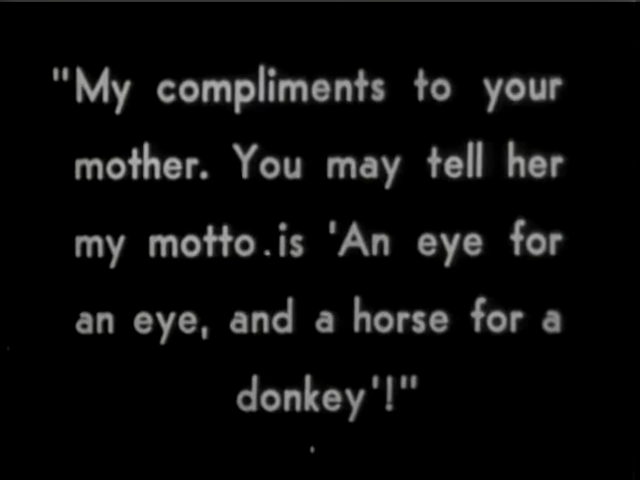 "My compliments to your
mother. You may tell her
my motto.is 'An eye for
an eye, and a horse for a
donkey'!"